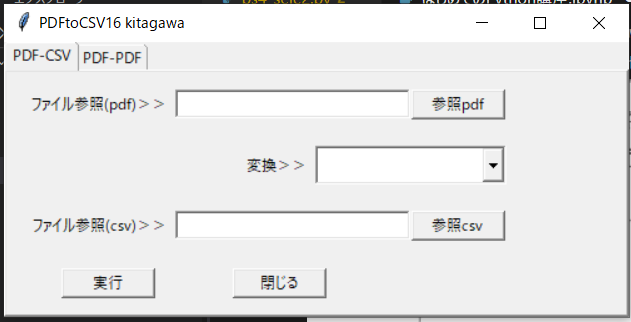 PDFtoCSV16 kitagawa
PDF-CSV PDF-PDF
ファイル参照(pdf)＞＞ 参照pdf
変換＞＞
ファイル参照(csv)＞＞ 参照csv
実行 閉じる